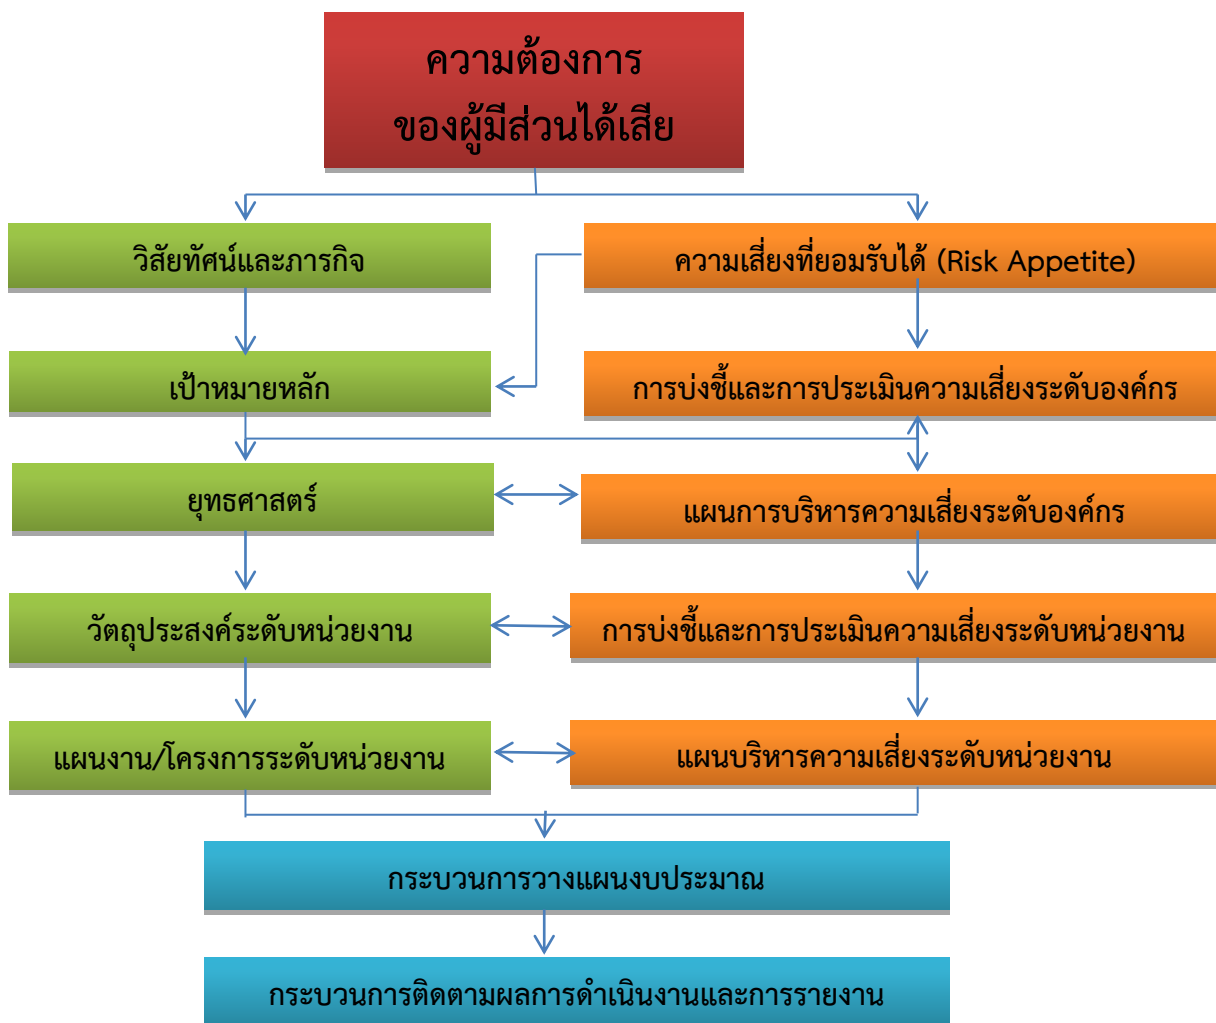 ความต้องการ
ของผู้มีส่วนได้เสีย
วิสัยทัศน์และภารกิจ
ความเสี่ยงที่ยอมรับได้ (Risk Appetite)
เป้าหมายหลัก
การบ่งชี้และการประเมินความเสี่ยงระดับองค์กร
ยุทธศาสตร์
แผนการบริหารความเสี่ยงระดับองค์กร
วัตถุประสงค์ระดับหน่วยงาน
การบ่งชี้และการประเมินความเสี่ยงระดับหน่วยงาน
แผนงาน/โครงการระดับหน่วยงาน
แผนบริหารความเสี่ยงระดับหน่วยงาน
กระบวนการวางแผนงบประมาณ
กระบวนการติดตามผลการดำเนินงานและการรายงาน